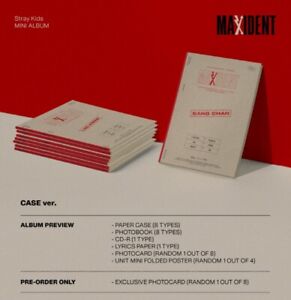 Stray Kids
MINI ALBUM
MAXIDENT
BANG CHAN
CASE ver.
ALBUM PREVIEW
- PAPER CASE (8 TYPES)
- PHOTOBOOK (8 TYPES)
- CD-R (1 TYPE)
- LYRICS PAPER (1 TYPE)
- PHOTOCARD (RANDOM 1 OUT OF 8)
- UNIT MINI FOLDED POSTER (RANDOM 1 OUT OF 4)
PRE-ORDER ONLY
- EXCLUSIVE PHOTOCARD (RANDOM 1 OUT OF 8)